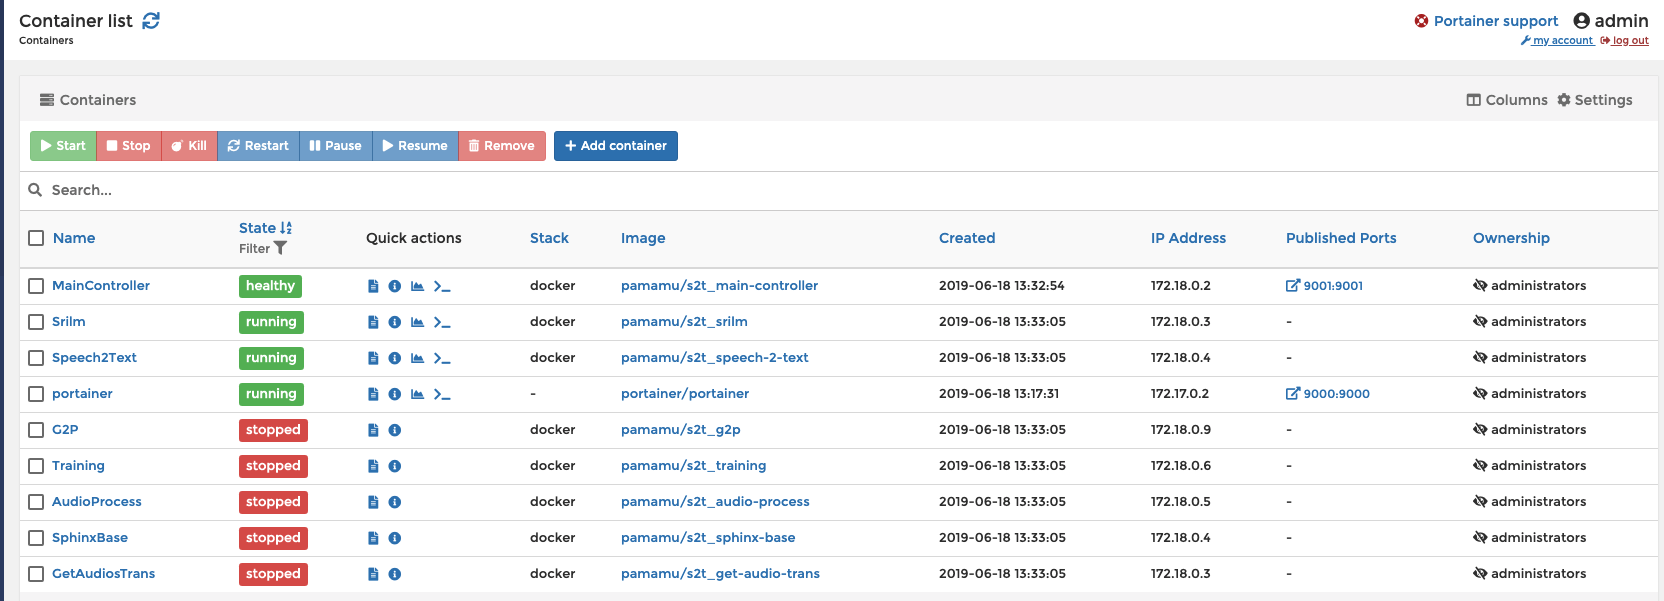 Container list
Portainer support admin
Containers
my account log out
Containers
Columns Settings
Start Stop Kill Restart Pause Resume Remove Add container
Search...
Name State Filter Quick actions Stack Image Created IP Address Published Ports Ownership
MainController healthy docker pamamu/s2t_main-controller 2019-06-18 13:32:54 172.18.0.2 9001:9001 administrators
Srilm running docker pamamu/s2t_srilm 2019-06-18 13:33:05 172.18.0.3 - administrators
Speech2Text running docker pamamu/s2t_speech-2-text 2019-06-18 13:33:05 172.18.0.4 - administrators
portainer running - portainer/portainer 2019-06-18 13:17:31 172.17.0.2 9000:9000 administrators
G2P stopped docker pamamu/s2t_g2p 2019-06-18 13:33:05 172.18.0.9 - administrators
Training stopped docker pamamu/s2t_training 2019-06-18 13:33:05 172.18.0.6 - administrators
AudioProcess stopped docker pamamu/s2t_audio-process 2019-06-18 13:33:05 172.18.0.5 - administrators
SphinxBase stopped docker pamamu/s2t_sphinx-base 2019-06-18 13:33:05 172.18.0.4 - administrators
GetAudiosTrans stopped docker pamamu/s2t_get-audio-trans 2019-06-18 13:33:05 172.18.0.3 - administrators